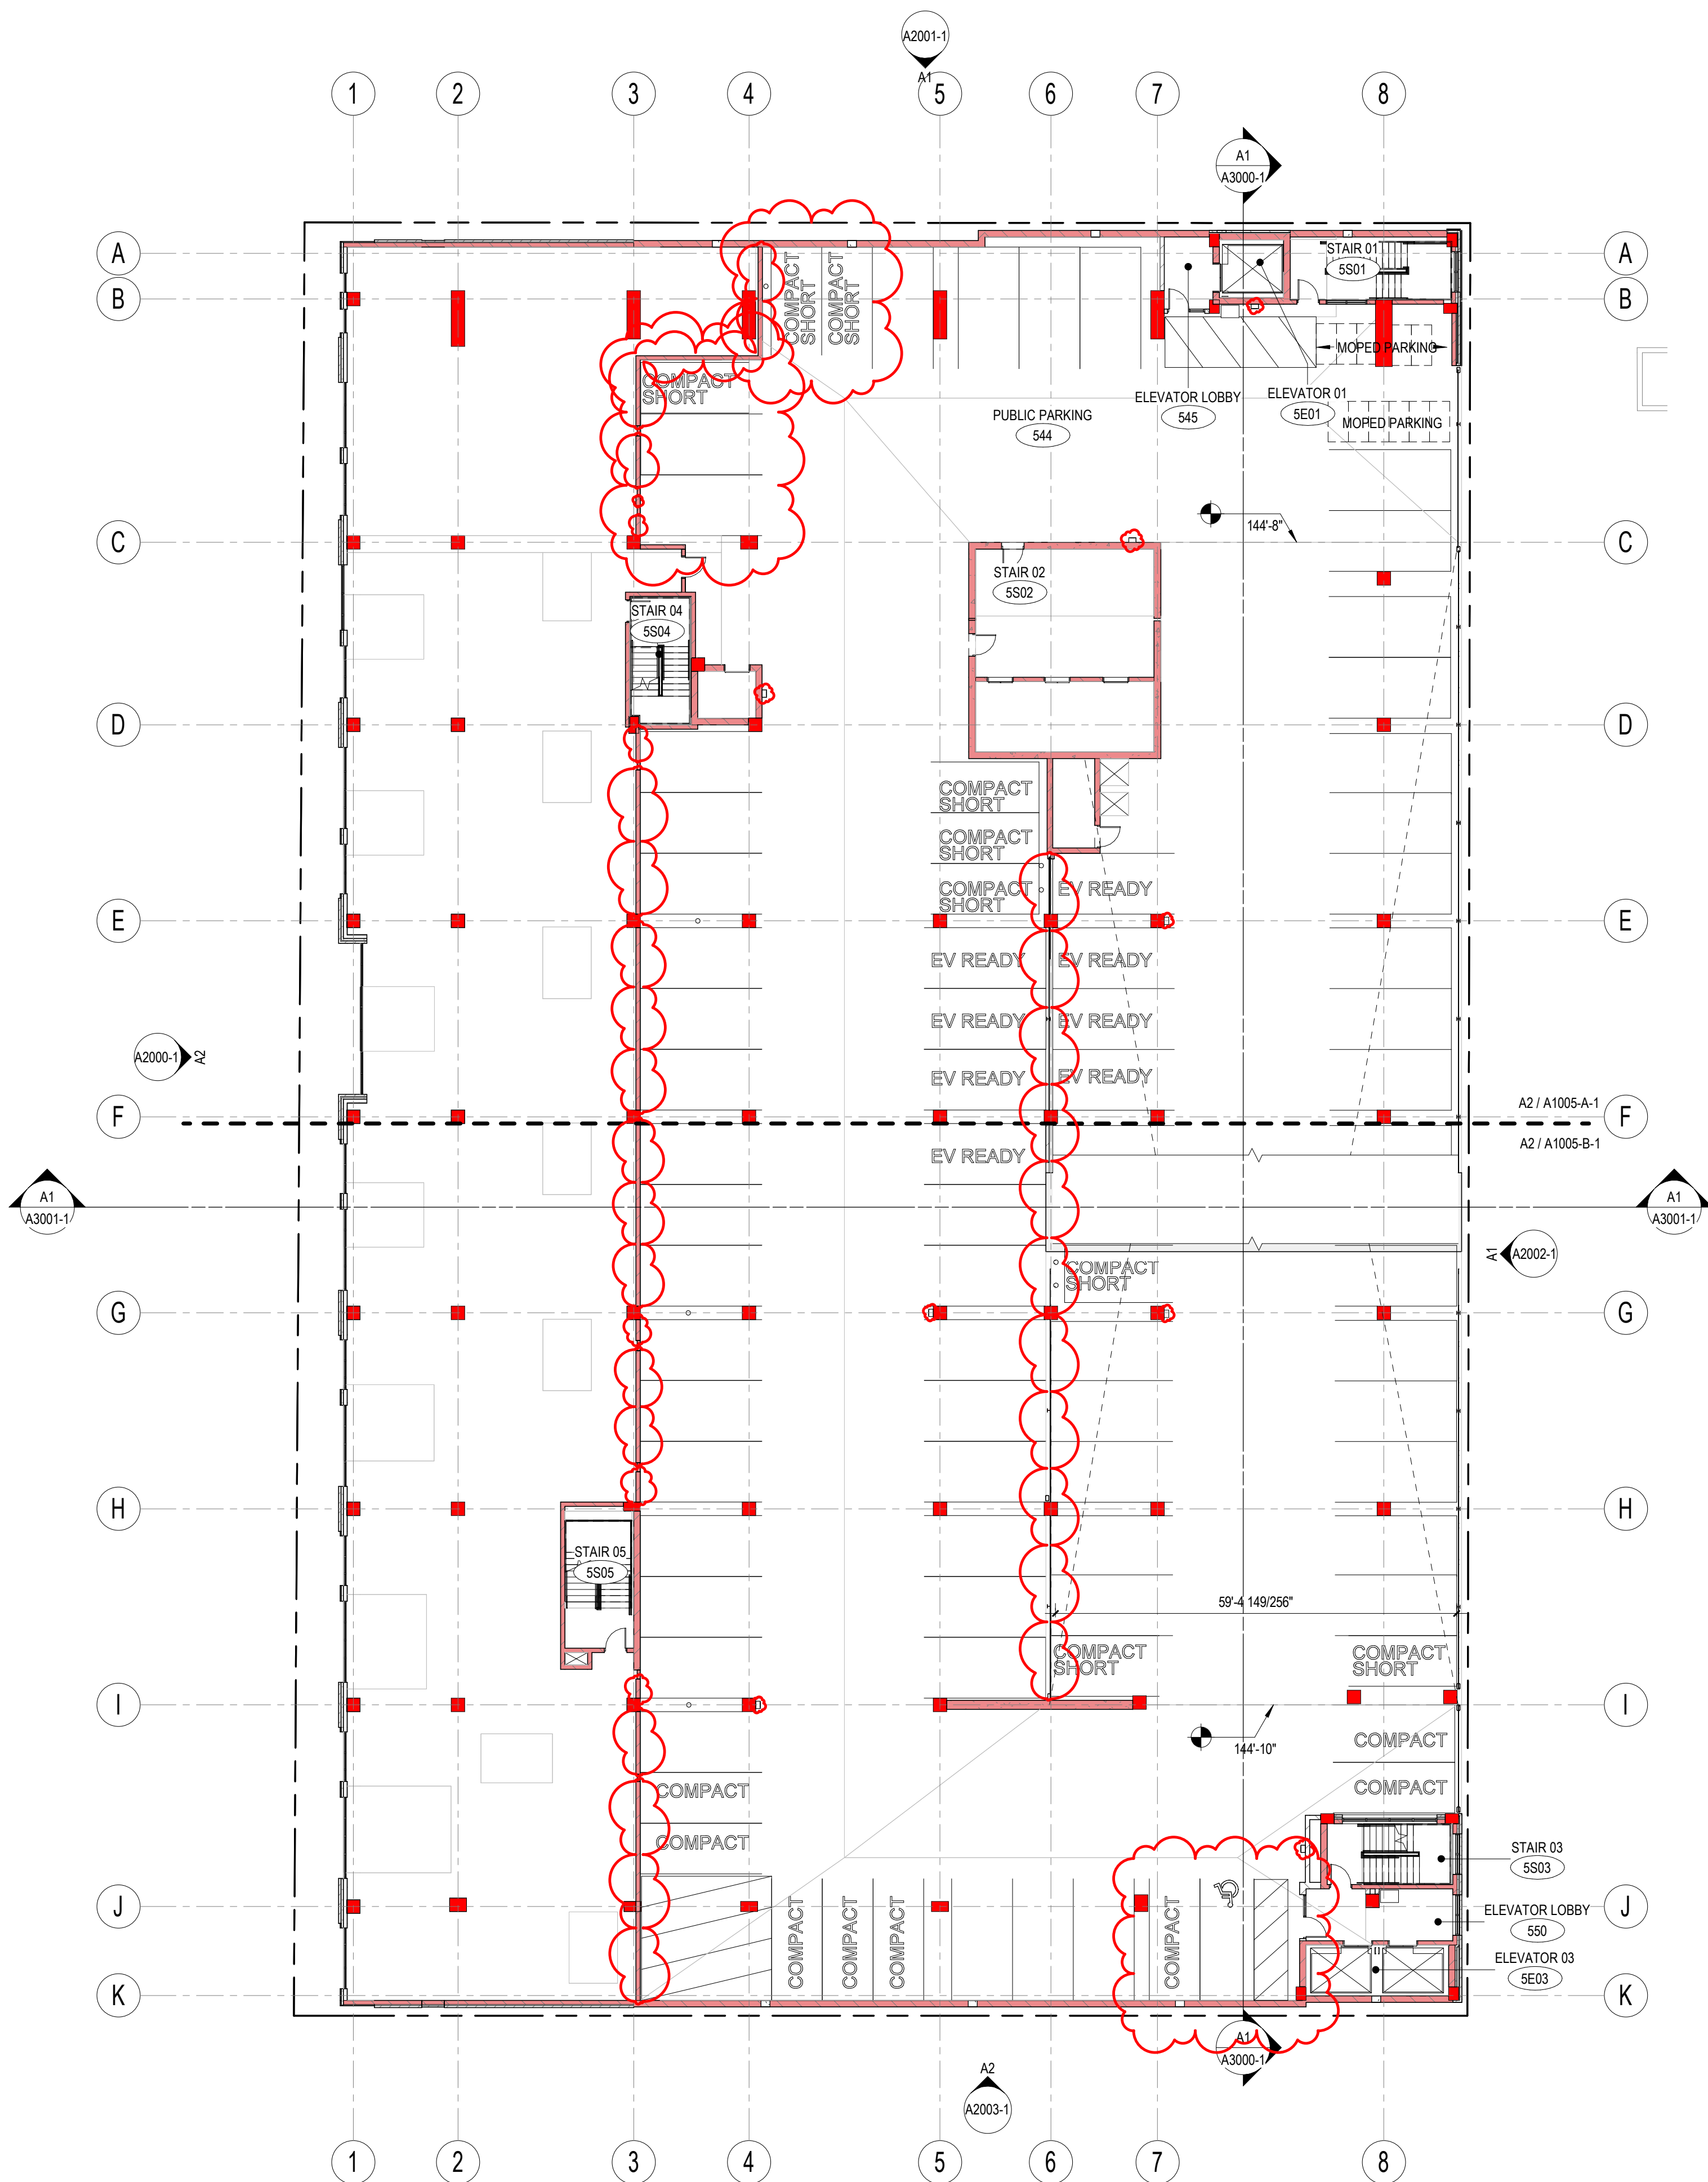 A2001-1
A1
1 2 3 4 5 6 7 8
A1
A3000-1
A A
B B
STAIR 01
5S01
COMPACT
SHORT
COMPACT
SHORT
MOPED PARKING
COMPACT
SHORT
ELEVATOR LOBBY
545
ELEVATOR 01
5E01
PUBLIC PARKING
544
MOPED PARKING
144'-8"
C C
STAIR 02
5S02
STAIR 04
5S04
D D
COMPACT
SHORT
COMPACT
SHORT
COMPACT
SHORT
EV READY
E E
EV READY
EV READY
EV READY
EV READY
A2000-1
A2
EV READY
EV READY
F F
A2 / A1005-A-1
A2 / A1005-B-1
EV READY
A1
A3001-1
A1
A3001-1
A1
A2002-1
COMPACT
SHORT
G G
H H
STAIR 05
5S05
59'-4 149/256"
COMPACT
SHORT
COMPACT
SHORT
I I
144'-10"
COMPACT
COMPACT
COMPACT
COMPACT
STAIR 03
5S03
J J
COMPACT
COMPACT
COMPACT
COMPACT
ELEVATOR LOBBY
550
ELEVATOR 03
5E03
K K
A1
A3000-1
A2
A2003-1
1 2 3 4 5 6 7 8